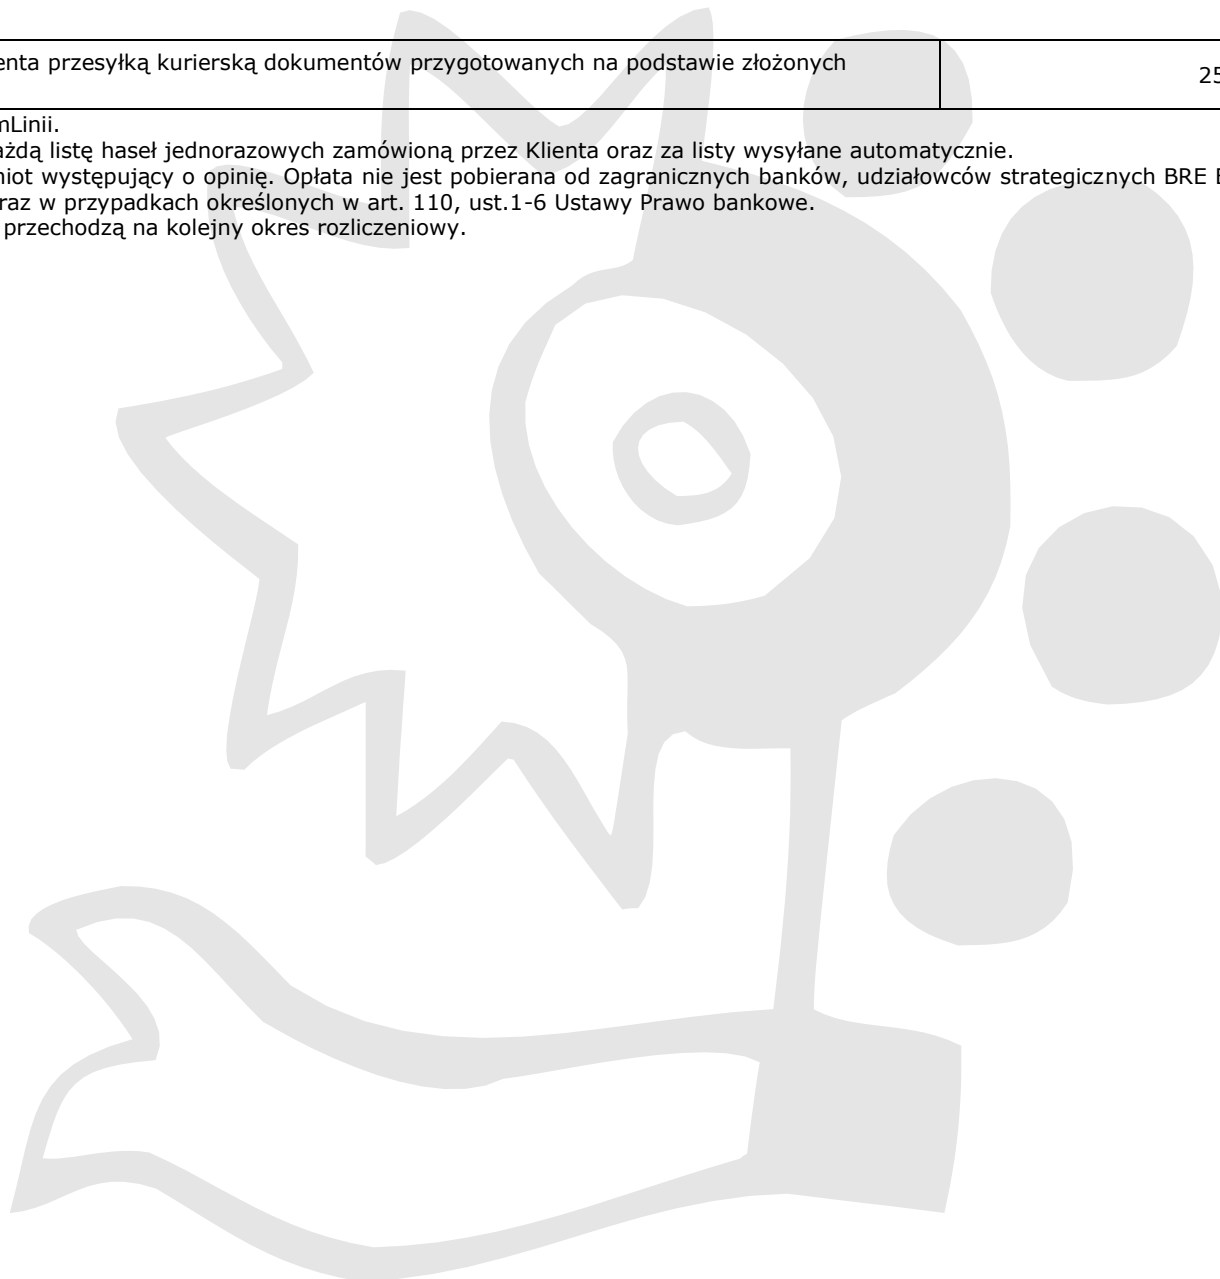 enta przesyłką kurierską dokumentów przygotowanych na podstawie złożonych
25
mLinii.
ażdą listę haseł jednorazowych zamówioną przez Klienta oraz za listy wysyłane automatycznie.
miot występujący o opinię. Opłata nie jest pobierana od zagranicznych banków, udziałowców strategicznych BRE B
raz w przypadkach określonych w art. 110, ust.1-6 Ustawy Prawo bankowe.
przechodzą na kolejny okres rozliczeniowy.